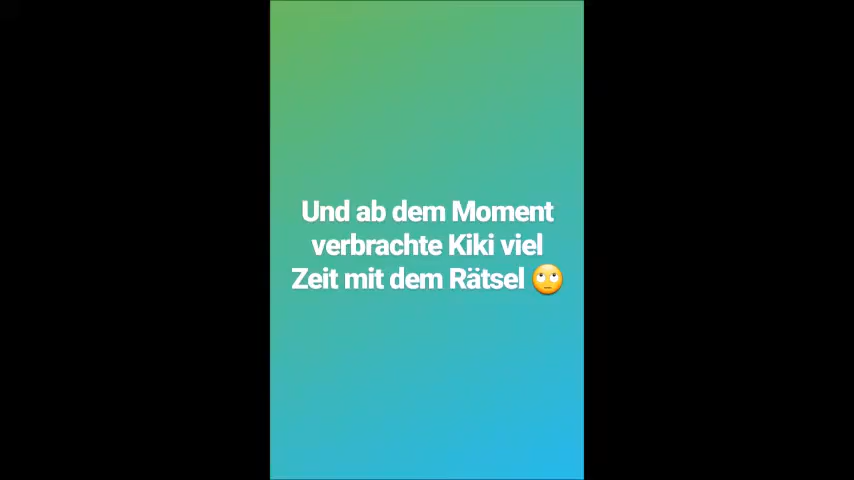 Und ab dem Moment
verbrachte Kiki viel
Zeit mit dem Rätsel 🙄